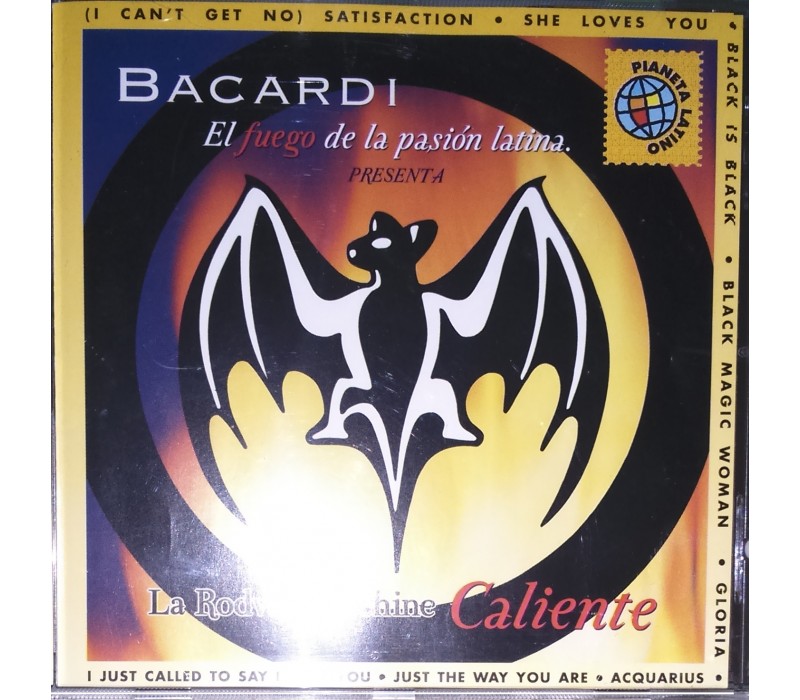 (I CAN'T GET NO) SATISFACTION • SHE LOVES YOU •
BLACK IS BLACK • BLACK MAGIC WOMAN • GLORIA •
BACARDI
PIANETA LATINO
El fuego de la pasión latina.
PRESENTA
La Caliente
I JUST CALLED TO SAY I YOU • JUST THE WAY YOU ARE • ACQUARIUS •